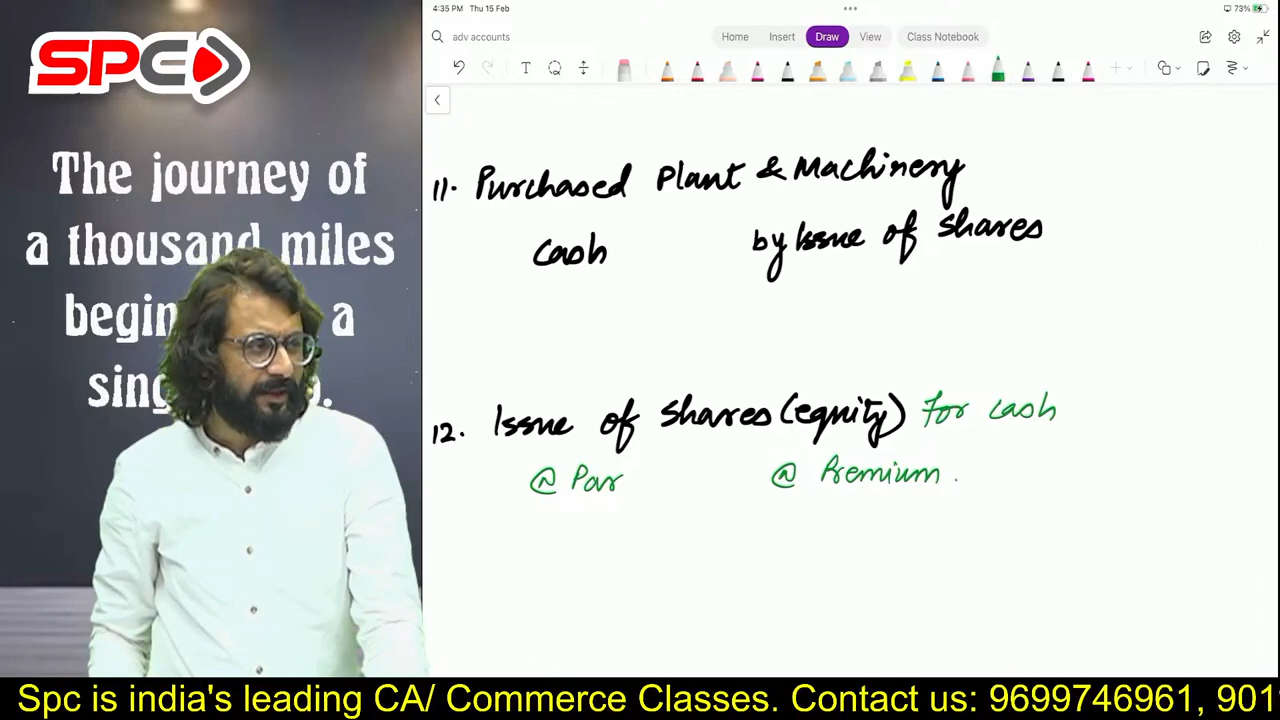 4:35 PM Thu 15 Feb
73%
adv accounts
Home Insert Draw View Class Notebook
SPC
The journey of
a thousand miles
begin a
sing
11. Purchased Plant & Machinery
cash by Issue of shares
12. Issue of shares (equity) for cash
@ Par @ Premium.
Spc is india's leading CA/ Commerce Classes. Contact us: 9699746961, 901